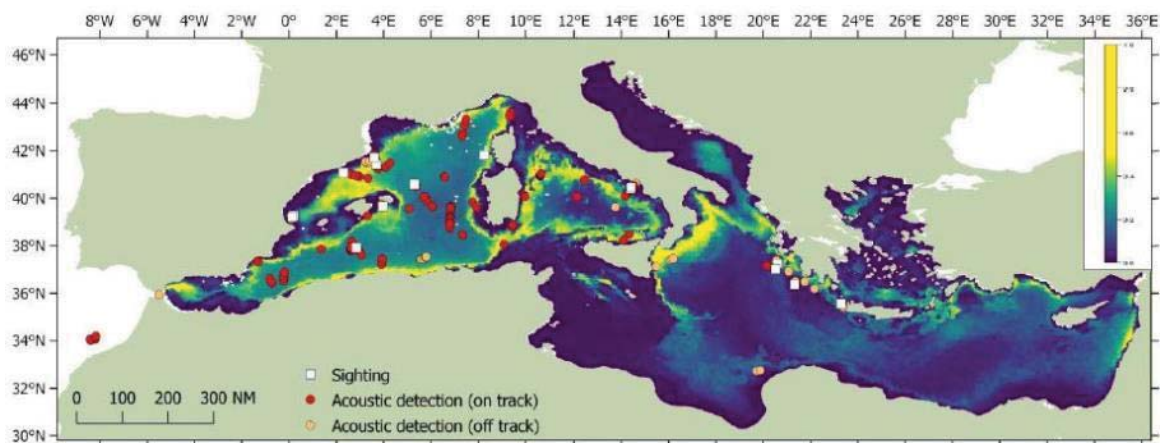 8°W 6°W 4°W 2°W 0° 2°E 4°E 6°E 8°E 10°E 12°E 14°E 16°E 18°E 20°E 22°E 24°E 26°E 28°E 30°E 32°E 34°E 36°E
46°N
44°N
42°N
40°N
38°N
36°N
34°N
32°N
30°N
Sighting
Acoustic detection (on track)
Acoustic detection (off track)
0 100 200 300 NM